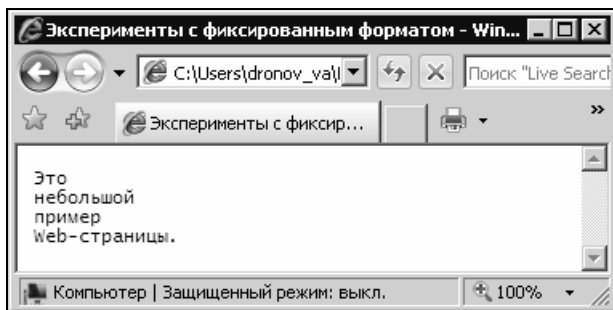 Эксперименты с фиксированным форматом - Win...
C:\Users\dronov_va\
Поиск "Live Search
Эксперименты с фиксир...
»
Это
небольшой
пример
Web-страницы.
Компьютер | Защищенный режим: выкл.
100%